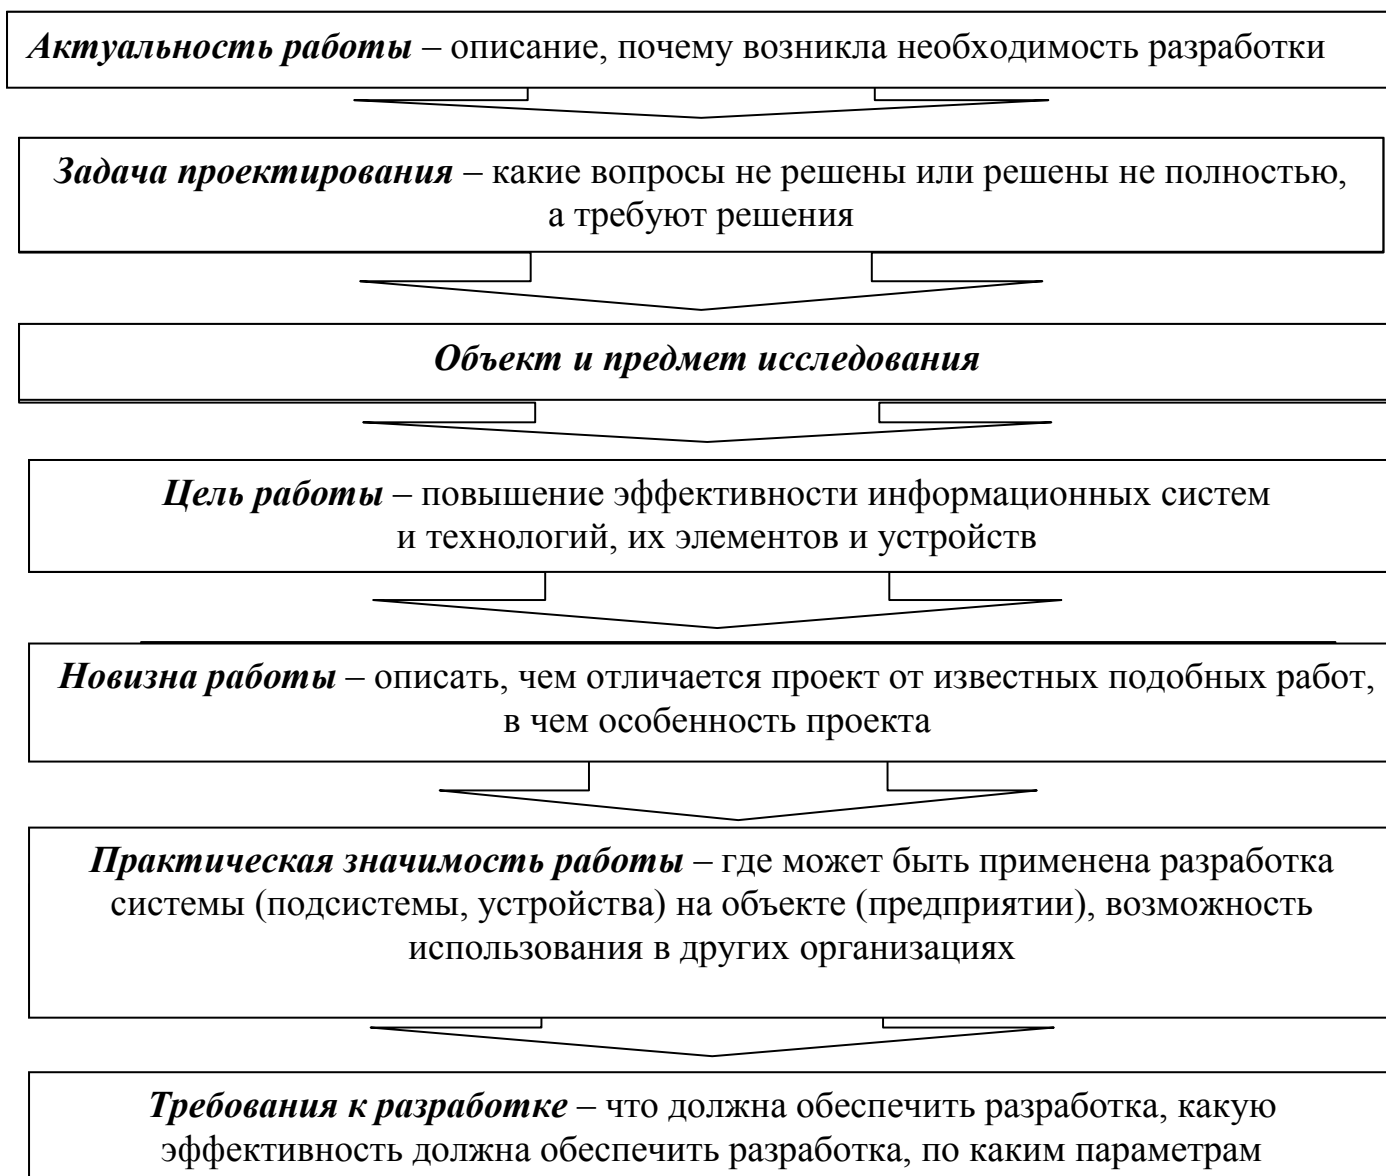 Актуальность работы – описание, почему возникла необходимость разработки
Задача проектирования – какие вопросы не решены или решены не полностью,
а требуют решения
Объект и предмет исследования
Цель работы – повышение эффективности информационных систем
и технологий, их элементов и устройств
Новизна работы – описать, чем отличается проект от известных подобных работ,
в чем особенность проекта
Практическая значимость работы – где может быть применена разработка
системы (подсистемы, устройства) на объекте (предприятии), возможность
использования в других организациях
Требования к разработке – что должна обеспечить разработка, какую
эффективность должна обеспечить разработка, по каким параметрам